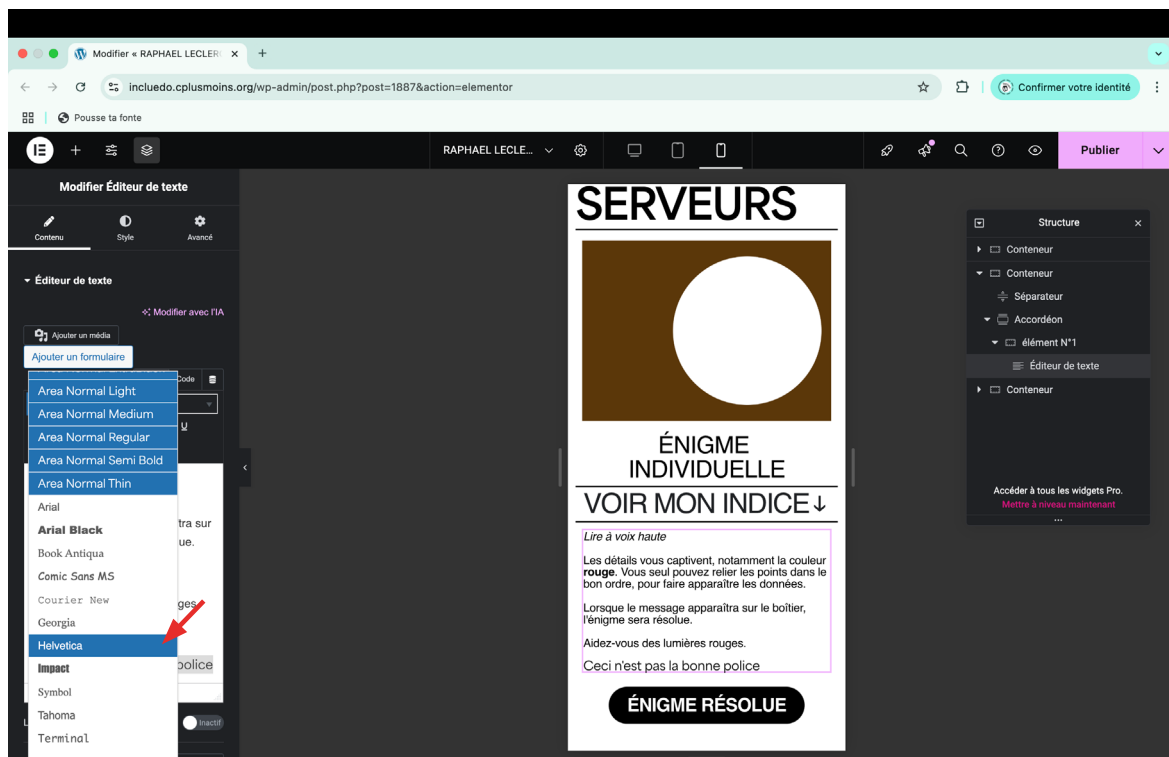 Modifier « RAPHAEL LECLER
incluedo.cplusmoins.org/wp-admin/post.php?post=1887&action=elementor
Confirmer votre identité
Pousse ta fonte
RAPHAEL LECLE...
Publier
Modifier Éditeur de texte
Contenu
Style
Avancé
Éditeur de texte
Modifier avec l'IA
Ajouter un média
Ajouter un formulaire
Code
Area Normal Light
Area Normal Medium
Area Normal Regular
U
Area Normal Semi Bold
Area Normal Thin
Arial
Arial Black
tra sur
Book Antiqua
ue.
Comic Sans MS
Courier New
ges
Georgia
Helvetica
Impact
police
Symbol
Tahoma
Inactif
Terminal
SERVEURS
ÉNIGME
INDIVIDUELLE
VOIR MON INDICE↓
Lire à voix haute
Les détails vous captivent, notamment la couleur
rouge. Vous seul pouvez relier les points dans le
bon ordre, pour faire apparaître les données.
Lorsque le message apparaîtra sur le boîtier,
l'énigme sera résolue.
Aidez-vous des lumières rouges.
Ceci n'est pas la bonne police
ÉNIGME RÉSOLUE
Structure
Conteneur
Conteneur
Séparateur
Accordéon
élément N°1
Éditeur de texte
Conteneur
Accéder à tous les widgets Pro.
Mettre à niveau maintenant